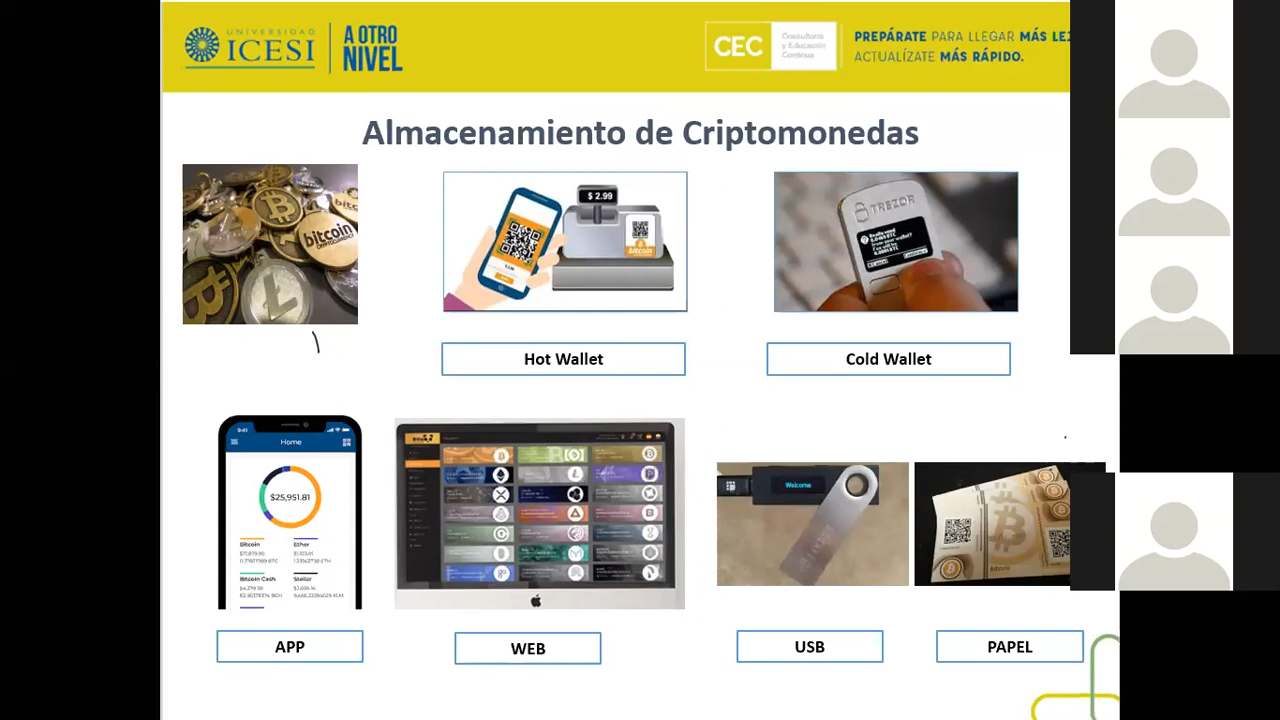 UNIVERSIDAD
ICESI
A OTRO
NIVEL
CEC
Consultoría
y Educación
Continua
PREPÁRATE PARA LLEGAR MÁS LE
ACTUALÍZATE MÁS RÁPIDO.
Almacenamiento de Criptomonedas
bitcoin
$ 2.99
Bitcoin
TREZOR
Hot Wallet
Cold Wallet
Home
$25,951.81
Bitcoin
Ether
Bitcoin Cash
Stellar
Welcome
Bitcoin
APP
WEB
USB
PAPEL